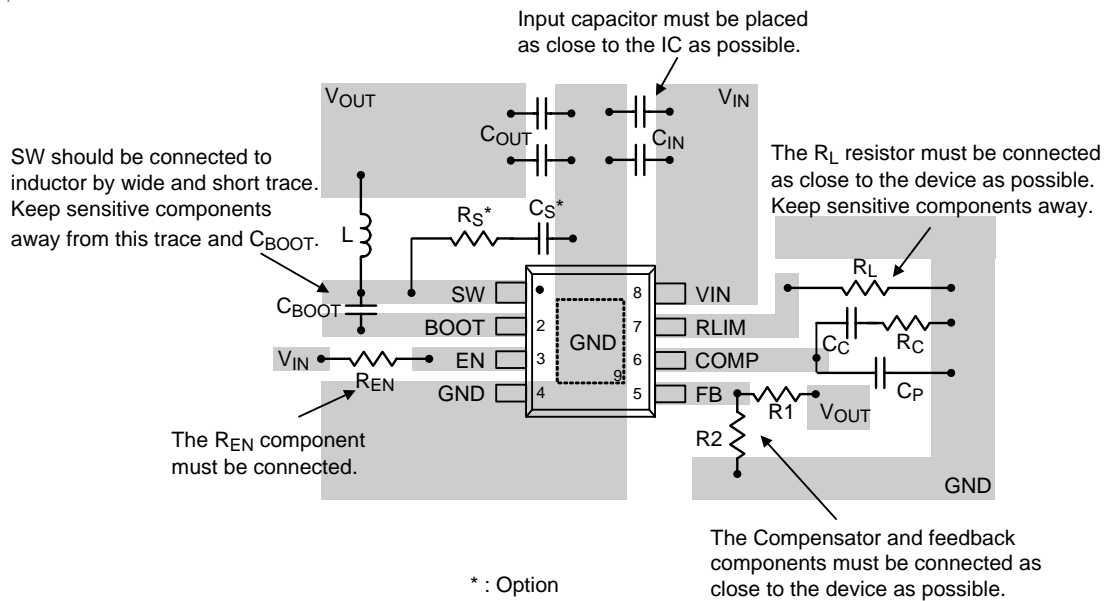 Input capacitor must be placed
as close to the IC as possible.
VOUT
VIN
COUT
CIN
SW should be connected to
inductor by wide and short trace.
Keep sensitive components
away from this trace and CBOOT.
The RL resistor must be connected
as close to the device as possible.
Keep sensitive components away.
L
RS*
CS*
RL
SW
8
VIN
CBOOT
BOOT
2
7
RLIM
CC
RC
GND
VIN
EN
3
6
COMP
REN
9
GND
4
5
FB
CP
R1
VOUT
R2
The REN component
must be connected.
GND
The Compensator and feedback
components must be connected as
close to the device as possible.
* : Option